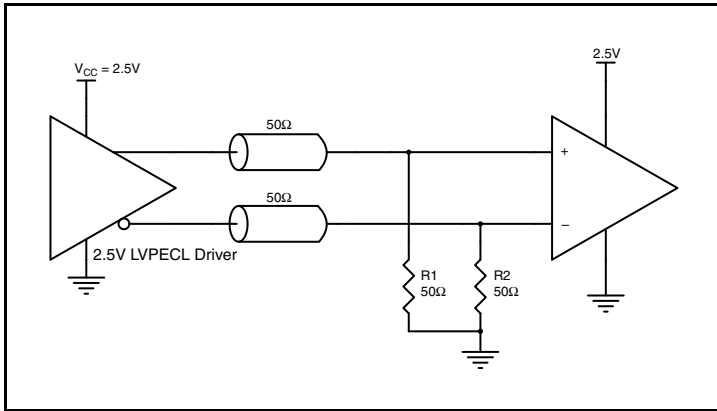 V_CC = 2.5V
2.5V
50Ω
+
50Ω
−
2.5V LVPECL Driver
R1
50Ω
R2
50Ω